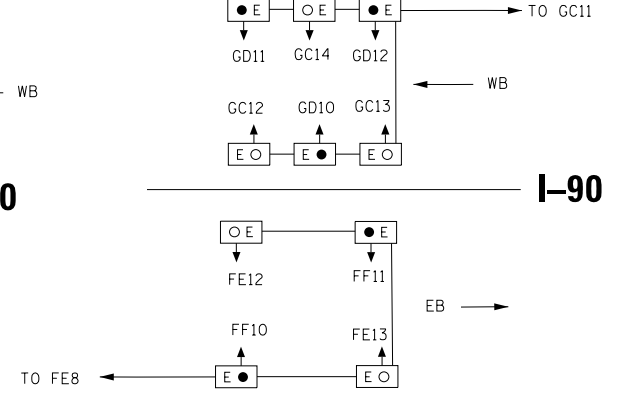 E E E TO GC11
GD11 GC14 GD12
WB WB
GC12 GD10 GC13
E E E
0 I-90
E E
FE12 FF11
EB
FF10 FE13
TO FE8 E E